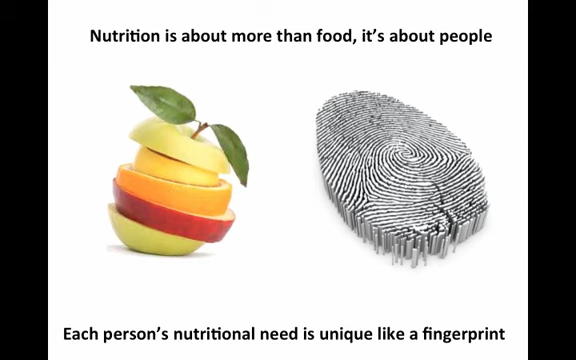 Nutrition is about more than food, it's about people
Each person's nutritional need is unique like a fingerprint